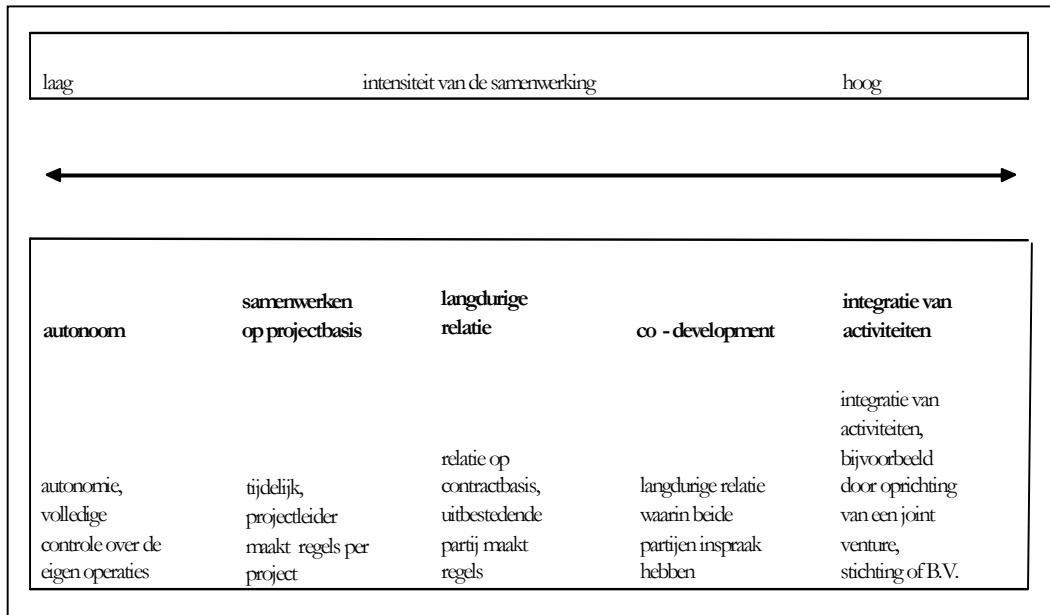 laag intensiteit van de samenwerking hoog
autonoom
samenwerken
op projectbasis
langdurige
relatie
co - development
integratie van
activiteiten
autonomie,
volledige
controle over de
eigen operaties
tijdelijk,
projectleider
maakt regels per
project
relatie op
contractbasis,
uitbestedende
partij maakt
regels
langdurige relatie
waarin beide
partijen inspraak
hebben
integratie van
activiteiten,
bijvoorbeeld
door oprichting
van een joint
venture,
stichting of B.V.